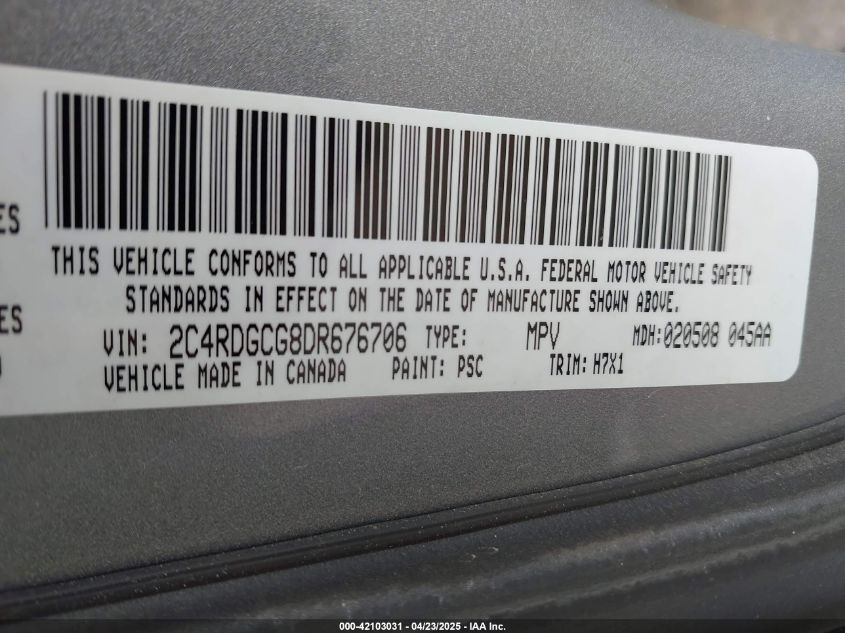 THIS VEHICLE CONFORMS TO ALL APPLICABLE U.S.A. FEDERAL MOTOR VEHICLE SAFETY
STANDARDS IN EFFECT ON THE DATE OF MANUFACTURE SHOWN ABOVE.
VIN: 2C4RDGCG8DR676706 TYPE: MPV MDH:020508 045AA
VEHICLE MADE IN CANADA PAINT: PSC TRIM: H7X1
ES
ES
000-42103031 - 04/23/2025 - IAA Inc.